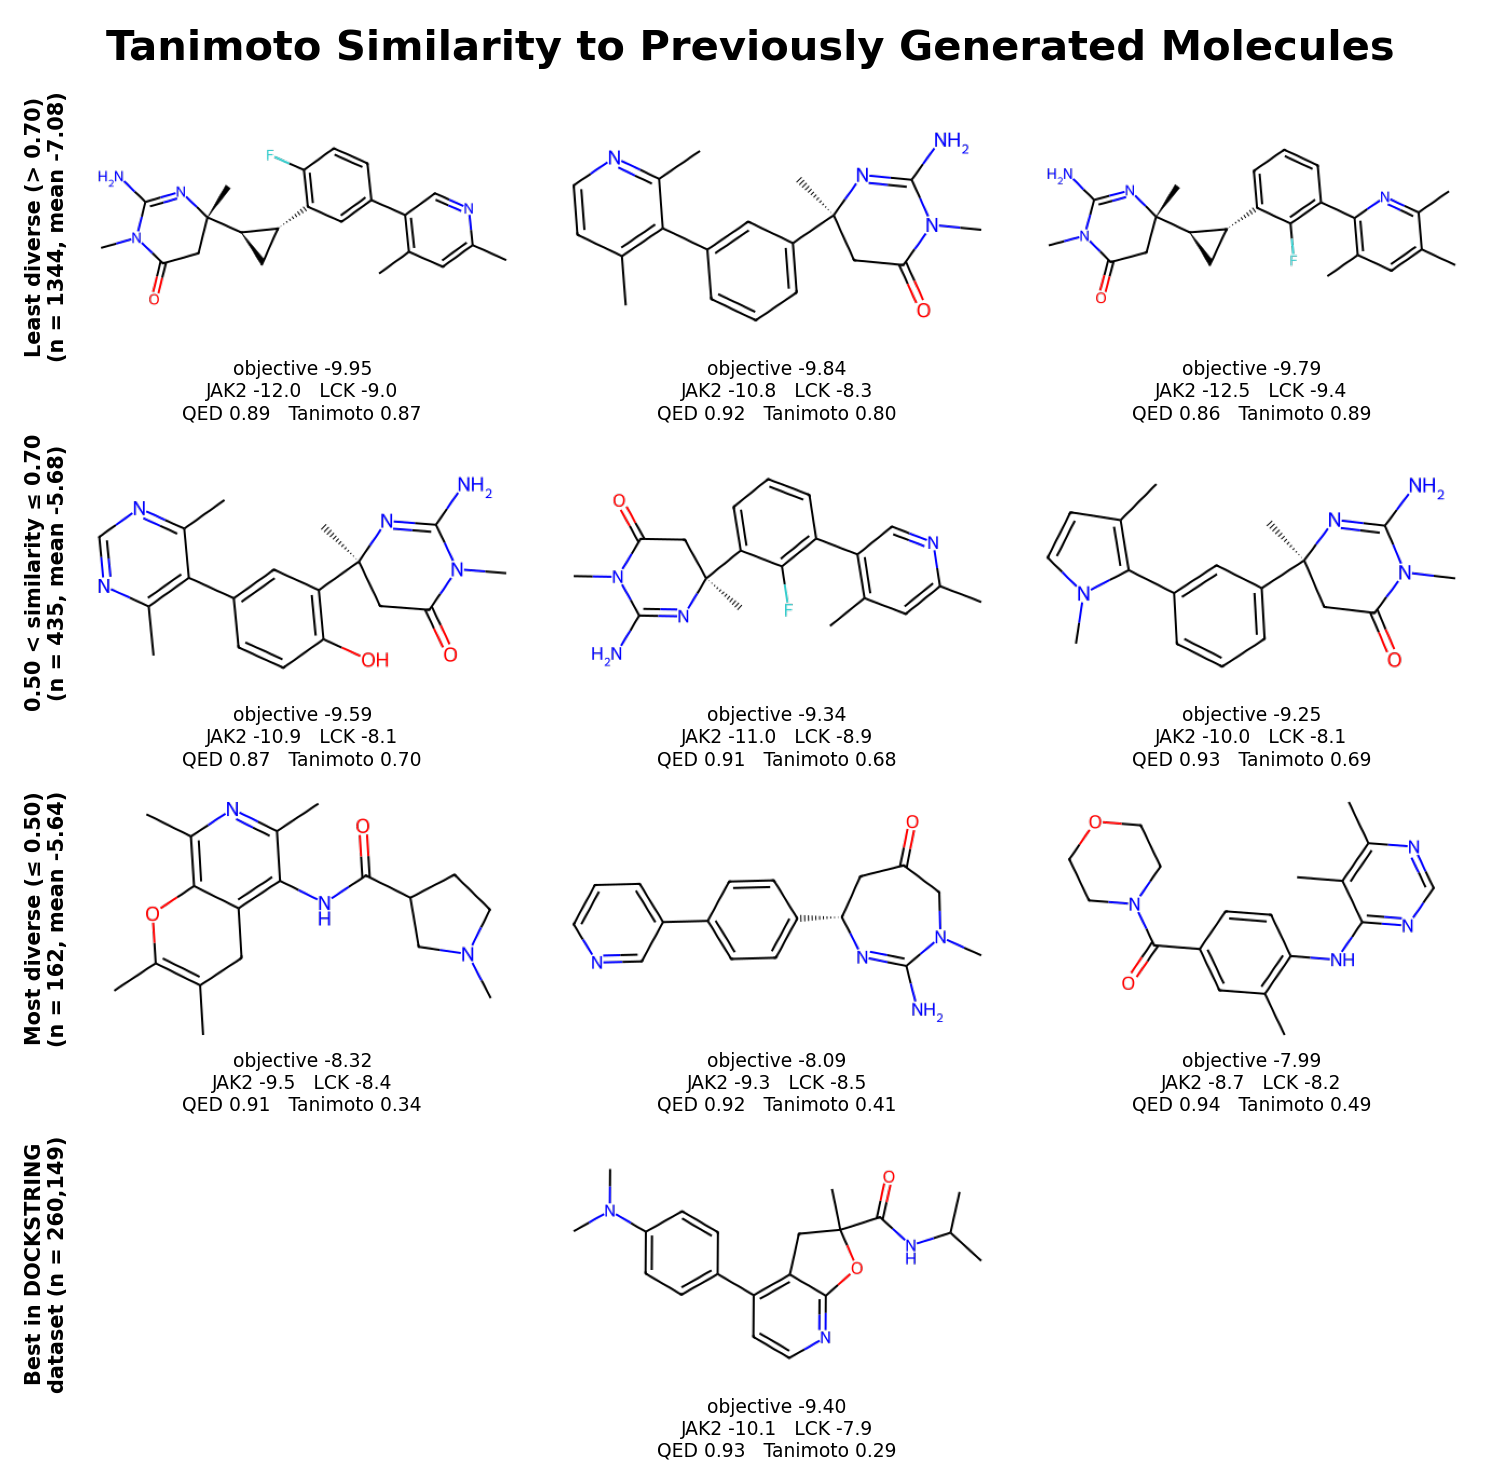 Tanimoto Similarity to Previously Generated Molecules
Least diverse (> 0.70)
(n = 1344, mean -7.08)
F
H2N
N
N
N
O
objective -9.95
JAK2 -12.0   LCK -9.0
QED 0.89   Tanimoto 0.87
N
NH2
N
N
O
objective -9.84
JAK2 -10.8   LCK -8.3
QED 0.92   Tanimoto 0.80
H2N
N
N
N
F
O
objective -9.79
JAK2 -12.5   LCK -9.4
QED 0.86   Tanimoto 0.89
0.50 < similarity ≤ 0.70
(n = 435, mean -5.68)
N
N
NH2
N
N
OH
O
objective -9.59
JAK2 -10.9   LCK -8.1
QED 0.87   Tanimoto 0.70
O
N
N
H2N
F
N
objective -9.34
JAK2 -11.0   LCK -8.9
QED 0.91   Tanimoto 0.68
N
NH2
N
N
O
objective -9.25
JAK2 -10.0   LCK -8.1
QED 0.93   Tanimoto 0.69
Most diverse (≤ 0.50)
(n = 162, mean -5.64)
N
O
O
N
H
N
objective -8.32
JAK2 -9.5   LCK -8.4
QED 0.91   Tanimoto 0.34
O
N
N
N
NH2
objective -8.09
JAK2 -9.3   LCK -8.5
QED 0.92   Tanimoto 0.41
O
N
O
N
N
NH
objective -7.99
JAK2 -8.7   LCK -8.2
QED 0.94   Tanimoto 0.49
Best in DOCKSTRING
dataset (n = 260,149)
N
O
N
H
O
N
objective -9.40
JAK2 -10.1   LCK -7.9
QED 0.93   Tanimoto 0.29